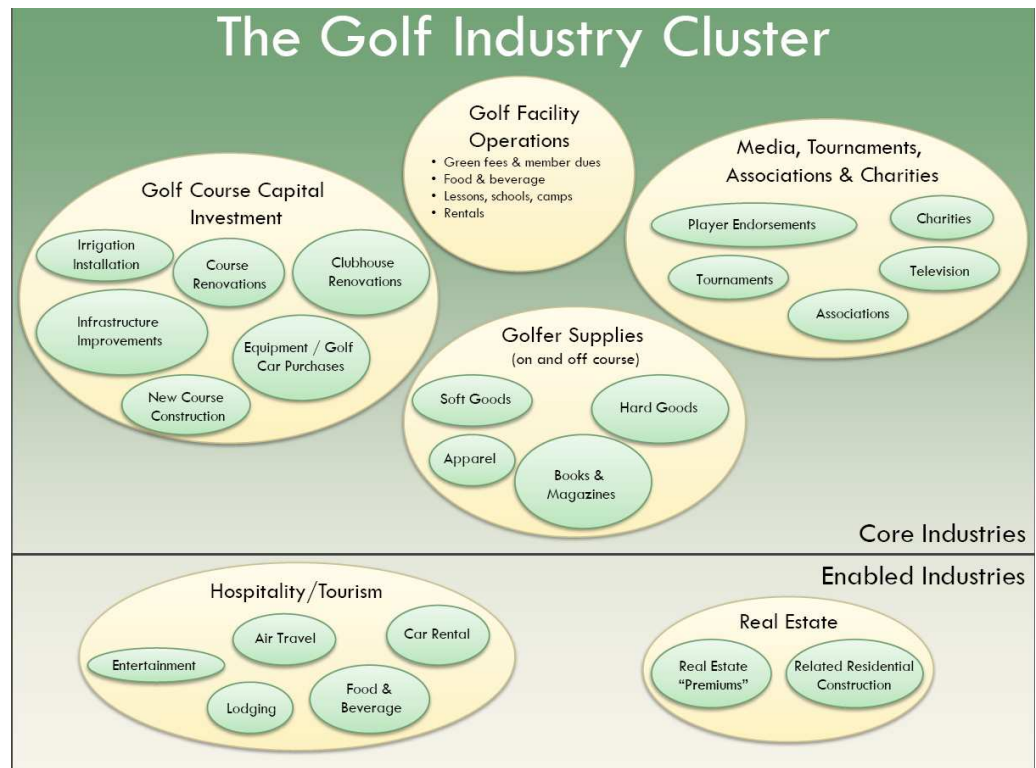 The Golf Industry Cluster
Golf Facility
Operations
• Green fees & member dues
• Food & beverage
• Lessons, schools, camps
• Rentals
Golf Course Capital
Investment
Irrigation
Installation
Course
Renovations
Clubhouse
Renovations
Infrastructure
Improvements
Equipment / Golf
Car Purchases
New Course
Construction
Media, Tournaments,
Associations & Charities
Player Endorsements
Charities
Tournaments
Television
Associations
Golfer Supplies
(on and off course)
Soft Goods
Hard Goods
Apparel
Books &
Magazines
Core Industries
Enabled Industries
Hospitality/Tourism
Air Travel
Car Rental
Entertainment
Lodging
Food &
Beverage
Real Estate
Real Estate
“Premiums”
Related Residential
Construction